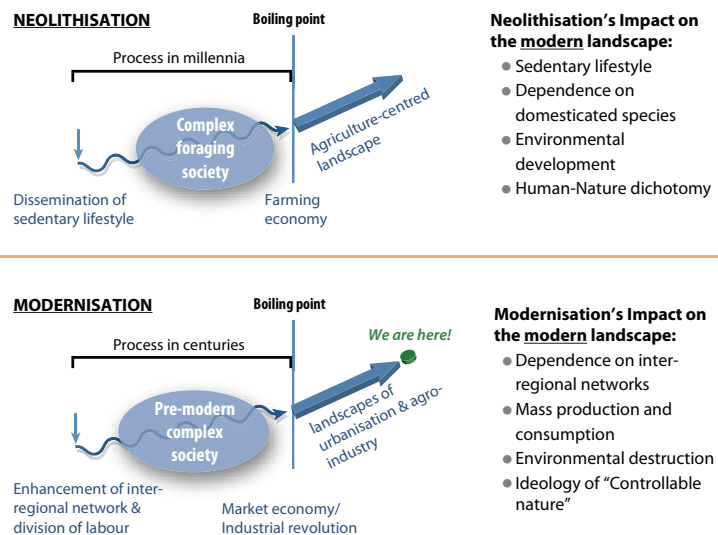 NEOLITHISATION
Boiling point
Process in millennia
Complex
foraging
society
Agriculture-centred
landscape
Dissemination of
sedentary lifestyle
Farming
economy
Neolithisation’s Impact on
the modern landscape:
Sedentary lifestyle
Dependence on
domesticated species
Environmental
development
Human-Nature dichotomy
MODERNISATION
Boiling point
We are here!
Process in centuries
Pre-modern
complex
society
landscapes of
urbanisation & agro-
industry
Enhancement of inter-
regional network &
division of labour
Market economy/
Industrial revolution
Modernisation’s Impact on
the modern landscape:
Dependence on inter-
regional networks
Mass production and
consumption
Environmental destruction
Ideology of “Controllable
nature”